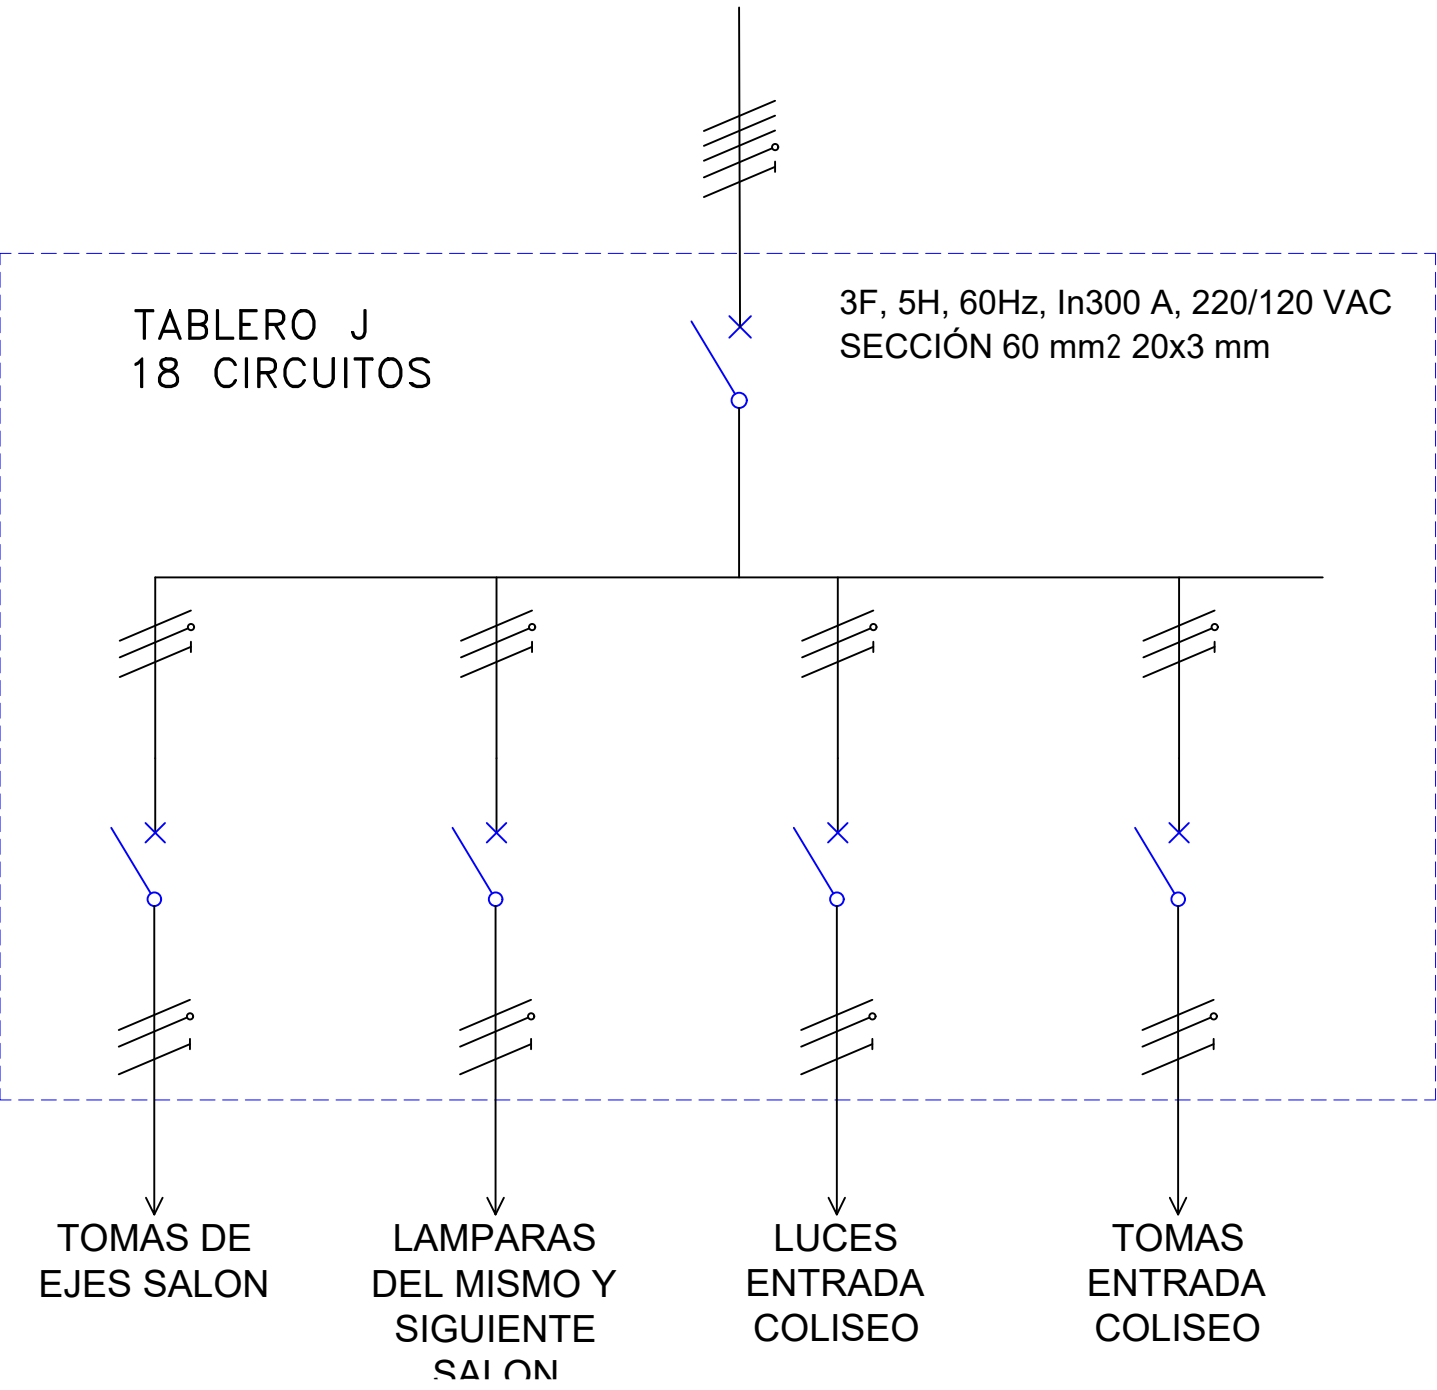 TABLERO J
18 CIRCUITOS
3F, 5H, 60Hz, In300 A, 220/120 VAC
SECCIÓN 60 mm2 20x3 mm
TOMAS DE
EJES SALON
LAMPARAS
DEL MISMO Y
SIGUIENTE
SALON
LUCES
ENTRADA
COLISEO
TOMAS
ENTRADA
COLISEO